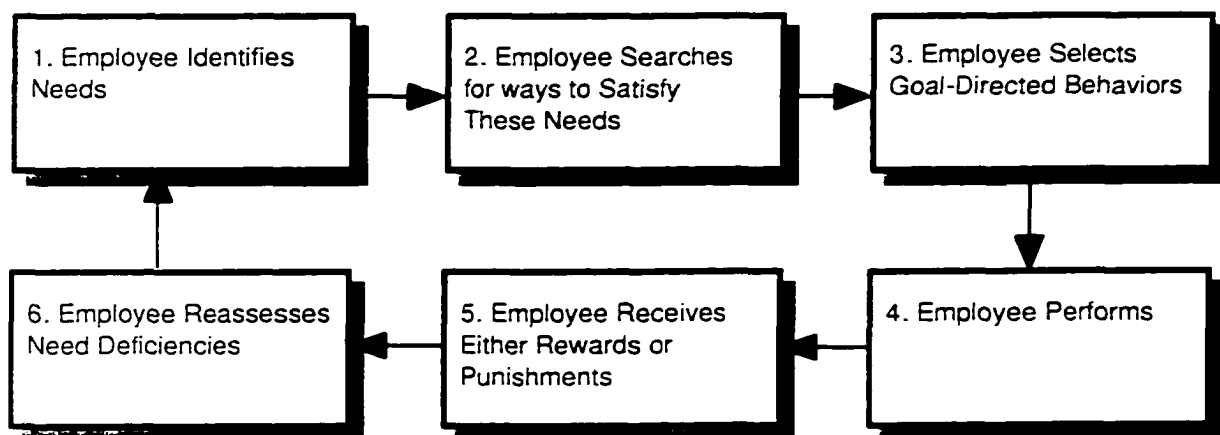 1. Employee Identifies
Needs
2. Employee Searches
for ways to Satisfy
These Needs
3. Employee Selects
Goal-Directed Behaviors
4. Employee Performs
5. Employee Receives
Either Rewards or
Punishments
6. Employee Reassesses
Need Deficiencies